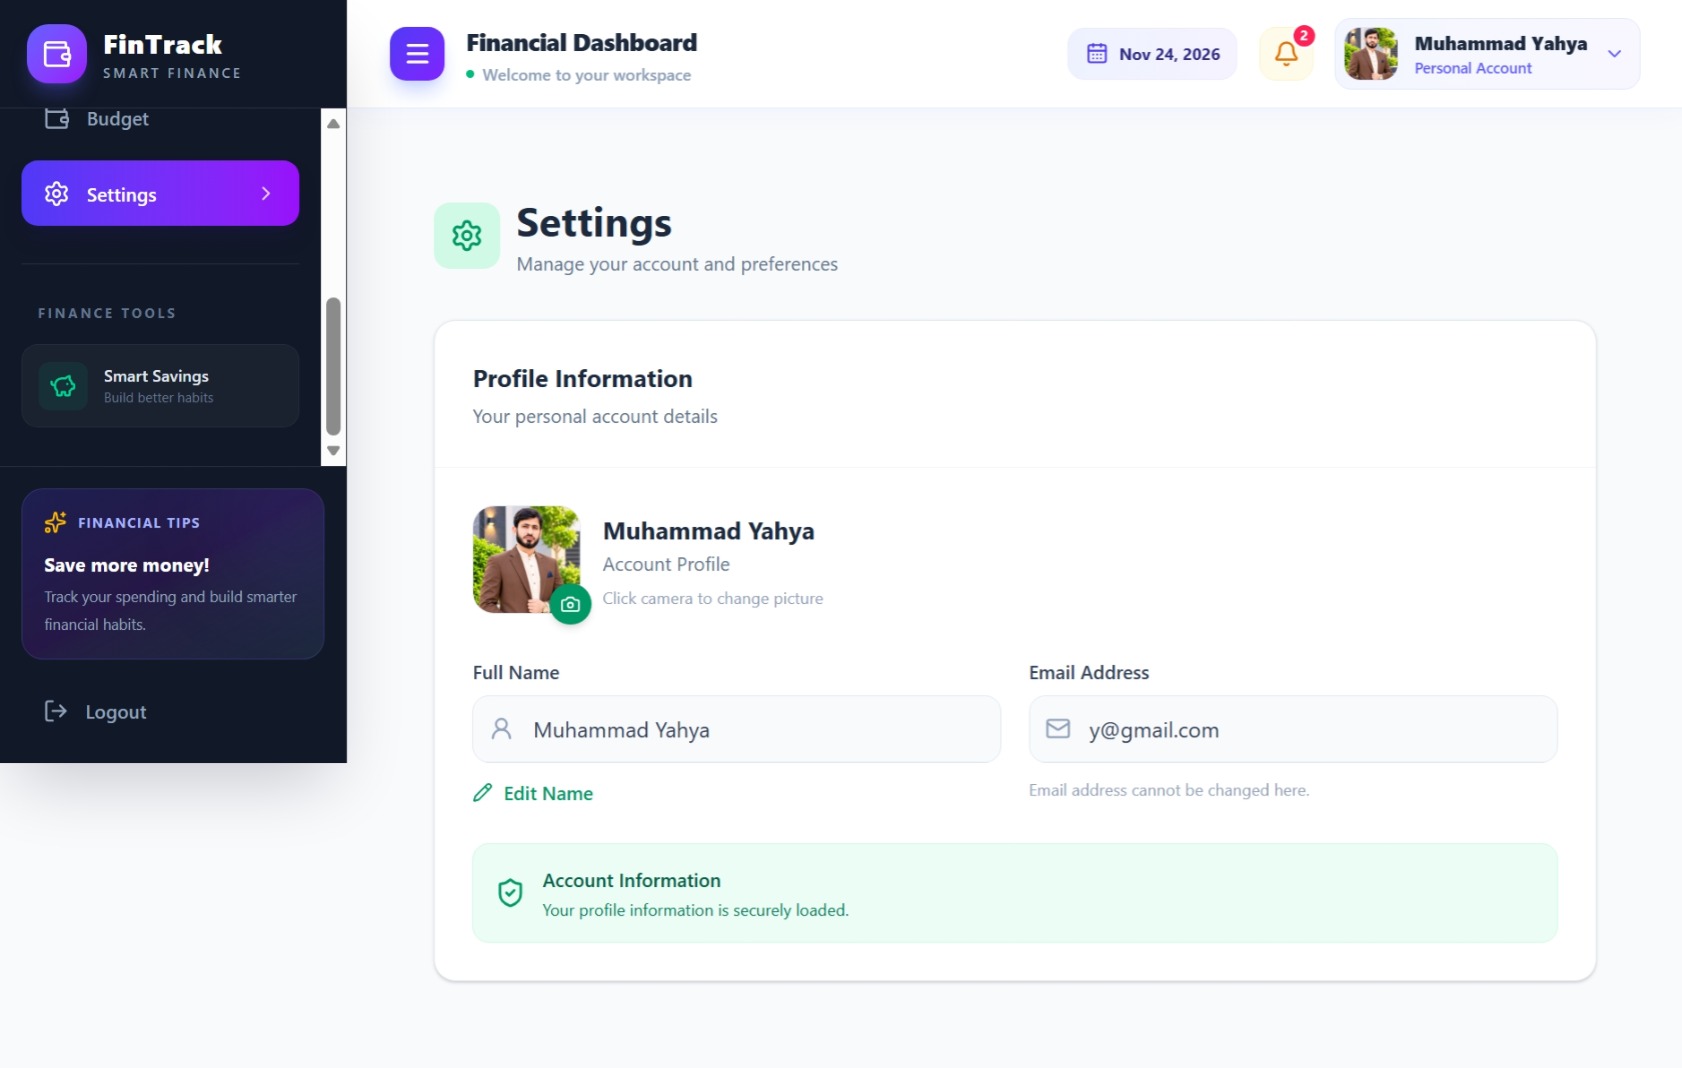 FinTrack
SMART FINANCE
Budget
Settings
FINANCE TOOLS
Smart Savings
Build better habits
FINANCIAL TIPS
Save more money!
Track your spending and build smarter
financial habits.
Logout
Financial Dashboard
Welcome to your workspace
Nov 24, 2026
2
Muhammad Yahya
Personal Account
Settings
Manage your account and preferences
Profile Information
Your personal account details
Muhammad Yahya
Account Profile
Click camera to change picture
Full Name
Muhammad Yahya
Edit Name
Email Address
y@gmail.com
Email address cannot be changed here.
Account Information
Your profile information is securely loaded.